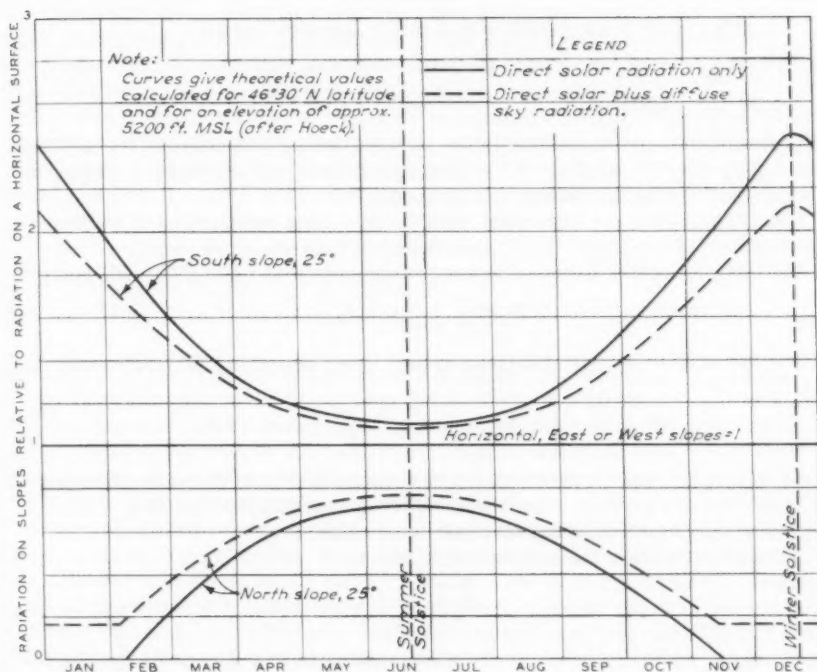 RADIATION ON SLOPES RELATIVE TO RADIATION ON A HORIZONTAL SURFACE
3
2
1
0
Note:
Curves give theoretical values
calculated for 46°30' N latitude
and for an elevation of approx.
5200 ft. MSL (after Hoeck).
LEGEND
Direct solar radiation only
Direct solar plus diffuse
sky radiation.
South slope, 25°
Horizontal, East or West slopes=1
North slope, 25°
Summer
Solstice
Winter Solstice
JAN FEB MAR APR MAY JUN JUL AUG SEP OCT NOV DEC